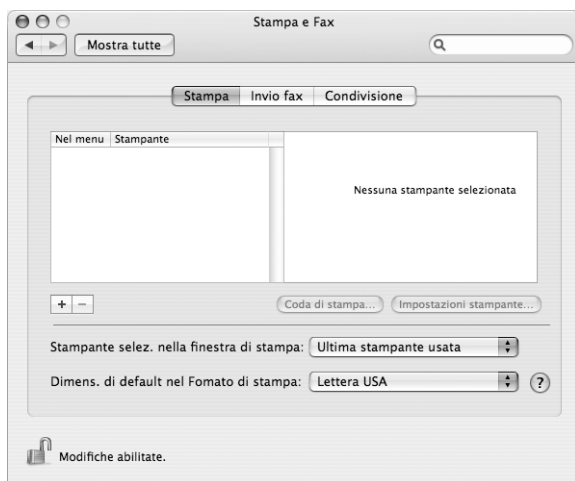 Stampa e Fax
Mostra tutte
Stampa Invio fax Condivisione
Nel menu Stampante
Nessuna stampante selezionata
+ −
Coda di stampa... Impostazioni stampante...
Stampante selez. nella finestra di stampa: Ultima stampante usata
Dimens. di default nel Fomato di stampa: Lettera USA ?
Modifiche abilitate.